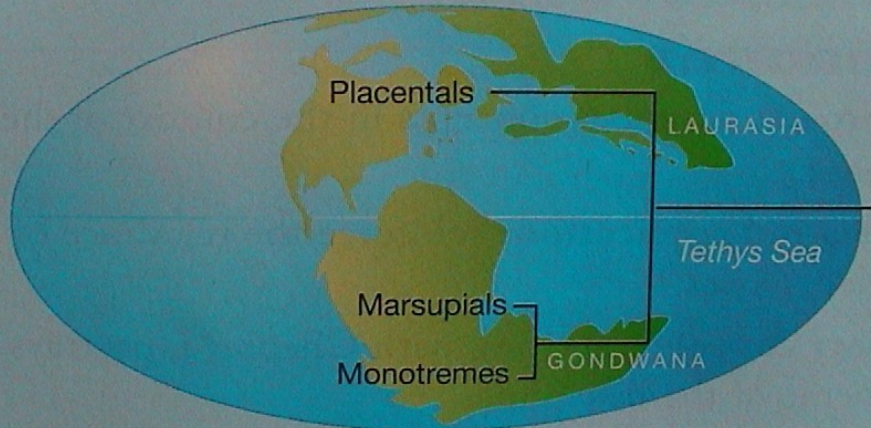 Placentals
LAURASIA
Tethys Sea
Marsupials
GONDWANA
Monotremes